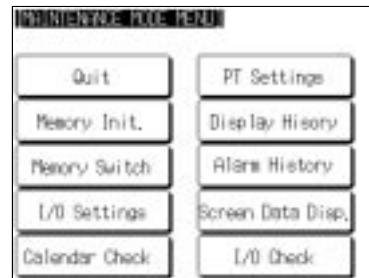 MAINTENANCE MODE MENU
Quit
PT Settings
Memory Init.
Display Hisory
Memory Switch
Alarm History
I/O Settings
Screen Data Disp.
Calendar Check
I/O Check